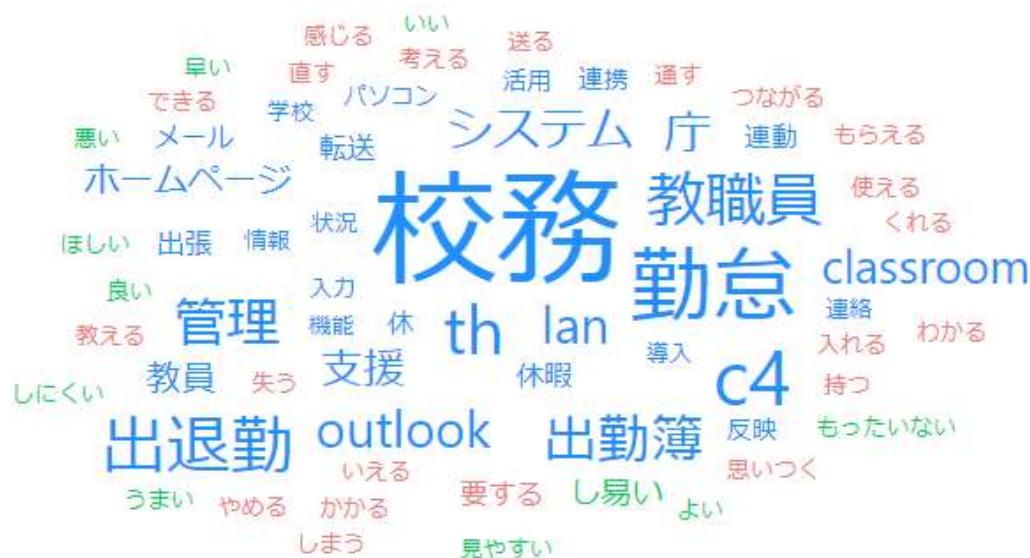 感じる いい 送る
早い 直す 考える 活用 連携 通す
できる 学校 パソコン システム 庁 つながる
悪い メール 転送 連動 もらえる
ホームページ 校務 教職員 使える
ほしい 出張 情報 状況 くれる
良い 入力 勤怠 classroom
管理 機能 休 th lan 連絡
教える 支援 休暇 導入 入れる わかる
しにくい 教員 失う c4 持つ
出退勤 outlook 出勤簿 反映 もったいない
いえる 思いつく
うまい やめる かかる 要する し易い よい
しまう 見やすい